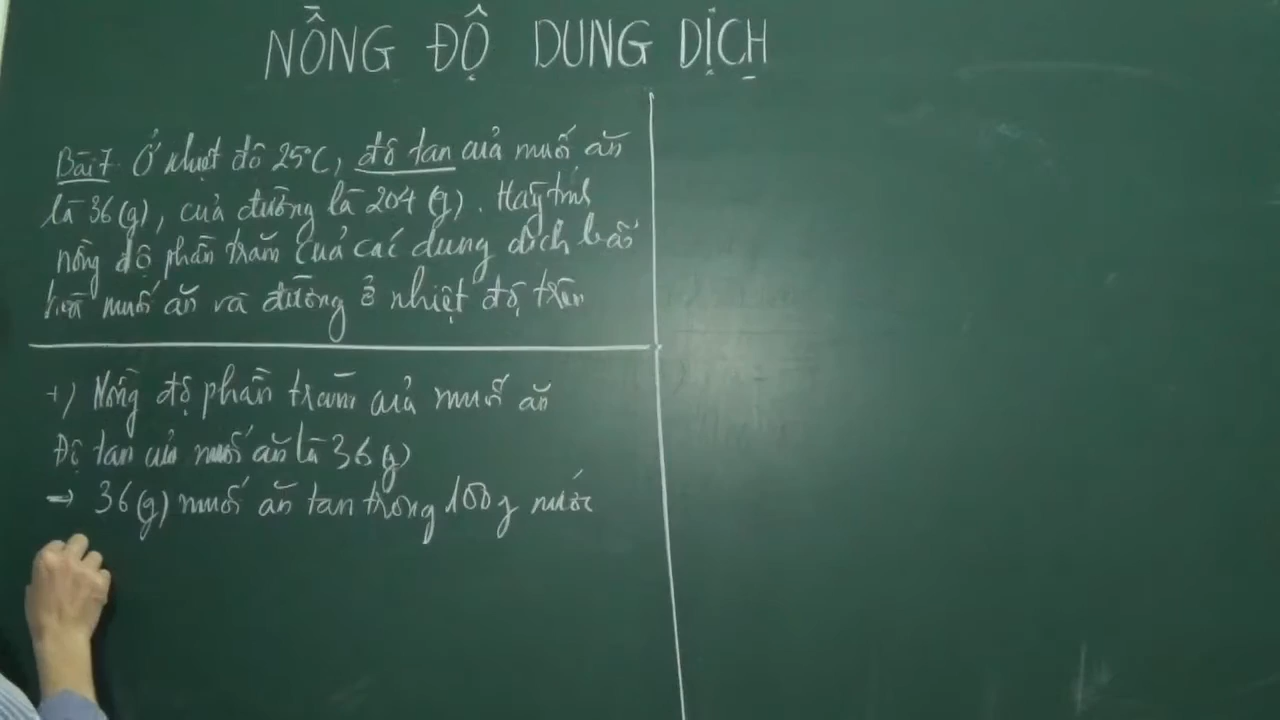 NỒNG ĐỘ DUNG DỊCH
Bài 7 Ở nhiệt độ 25°C, độ tan của muối ăn
là 36(g), của đường là 204 (g). Hãy tính
nồng độ phần trăm của các dung dịch bão
hoà muối ăn và đường ở nhiệt độ trên
+) Nồng độ phần trăm của muối ăn
Độ tan của muối ăn là 36g)
→ 36(g) muối ăn tan trong 100g nước